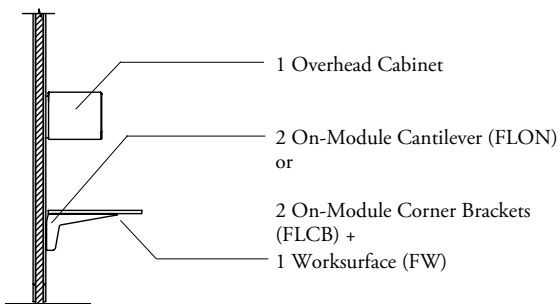 1 Overhead Cabinet
2 On-Module Cantilever (FLON)
or
2 On-Module Corner Brackets
(FLCB) +
1 Worksurface (FW)